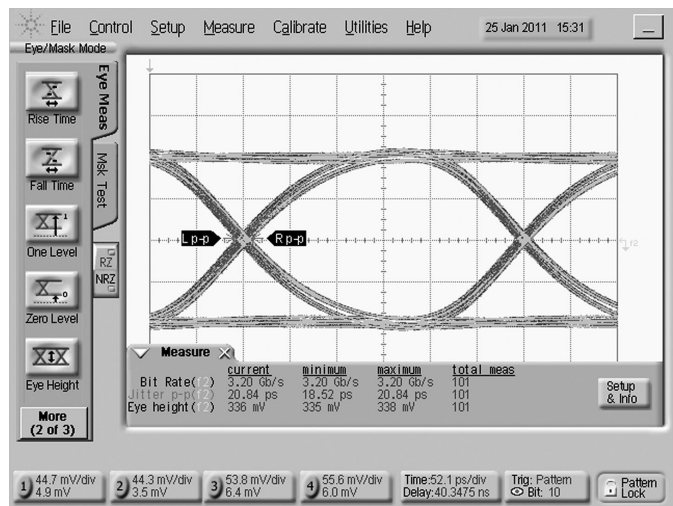 File Control Setup Measure Calibrate Utilities Help 25 Jan 2011 15:31
Eye/Mask Mode
Eye Meas
Msk Test
Rise Time
Fall Time
One Level
RZ
NRZ
Zero Level
Eye Height
More
(2 of 3)
L p-p R p-p
f2
Measure
current minimum maximum total meas
Bit Rate(f2) 3.20 Gb/s 3.20 Gb/s 3.20 Gb/s 101
Jitter p-p(f2) 20.84 ps 18.52 ps 20.84 ps 101
Eye height(f2) 336 mV 335 mV 338 mV 101
Setup
& Info
1 44.7 mV/div
4.9 mV
2 44.3 mV/div
3.5 mV
3 53.8 mV/div
6.4 mV
4 55.6 mV/div
6.0 mV
Time:52.1 ps/div
Delay:40.3475 ns
Trig: Pattern
Bit: 10
Pattern
Lock